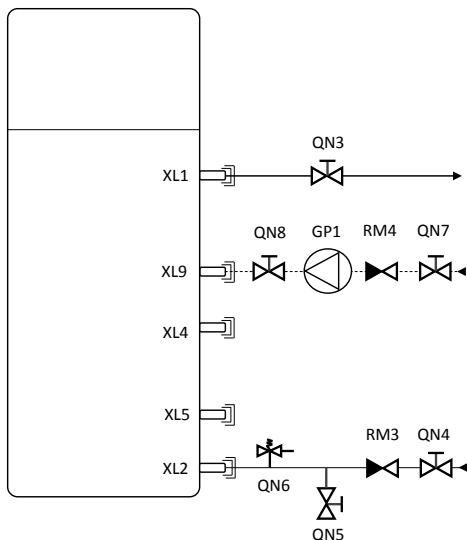 QN3
XL1
QN8 GP1 RM4 QN7
XL9
XL4
XL5
RM3 QN4
XL2
QN6
QN5